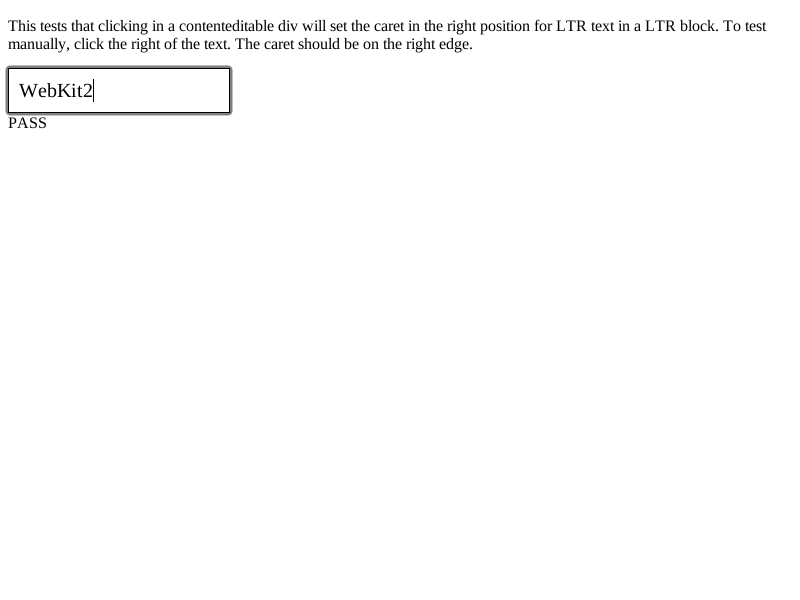 This tests that clicking in a contenteditable div will set the caret in the right position for LTR text in a LTR block. To test
manually, click the right of the text. The caret should be on the right edge.
WebKit2
PASS